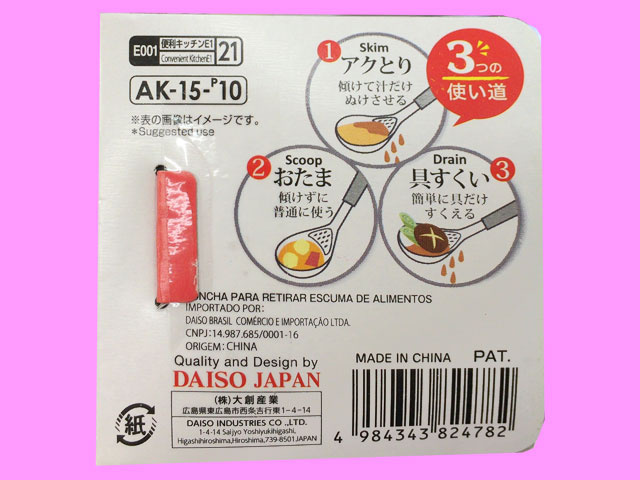 E001 便利キッチンE1 Convenient KitchenE1 21
AK-15-P10
※表の画像はイメージです。
*Suggested use
3つの
使い道
1 Skim
アクとり
傾けて汁だけ
ぬけさせる
2 Scoop
おたま
傾けずに
普通に使う
Drain 3
具すくい
簡単に具だけ
すくえる
ONCHA PARA RETIRAR ESCUMA DE ALIMENTOS
IMPORTADO POR:
DAISO BRASIL COMÉRCIO E IMPORTAÇÃO LTDA.
CNPJ: 14.987.685/0001-16
ORIGEM: CHINA
Quality and Design by
DAISO JAPAN
(株)大創産業
広島県東広島市西条吉行東1-4-14
DAISO INDUSTRIES CO .,LTD.
1-4-14 Saijyo Yoshiyukihigashi,
Higashihiroshima,Hiroshima,739-8501JAPAN
紙
MADE IN CHINA PAT.
4 984343 824782